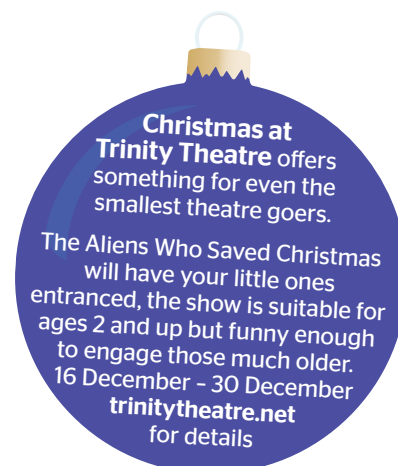 Christmas at
Trinity Theatre offers
something for even the
smallest theatre goers.
The Aliens Who Saved Christmas
will have your little ones
entranced, the show is suitable for
ages 2 and up but funny enough
to engage those much older.
16 December – 30 December
trinitytheatre.net
for details